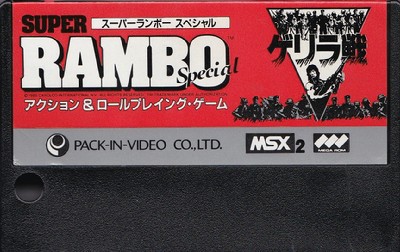 SUPER
スーパーランボー スペシャル
RAMBO™
Special
アクション&ロールプレイング・ゲーム
ゲリラ戦
PACK-IN-VIDEO CO.,LTD.
MSX2
MEGA ROM